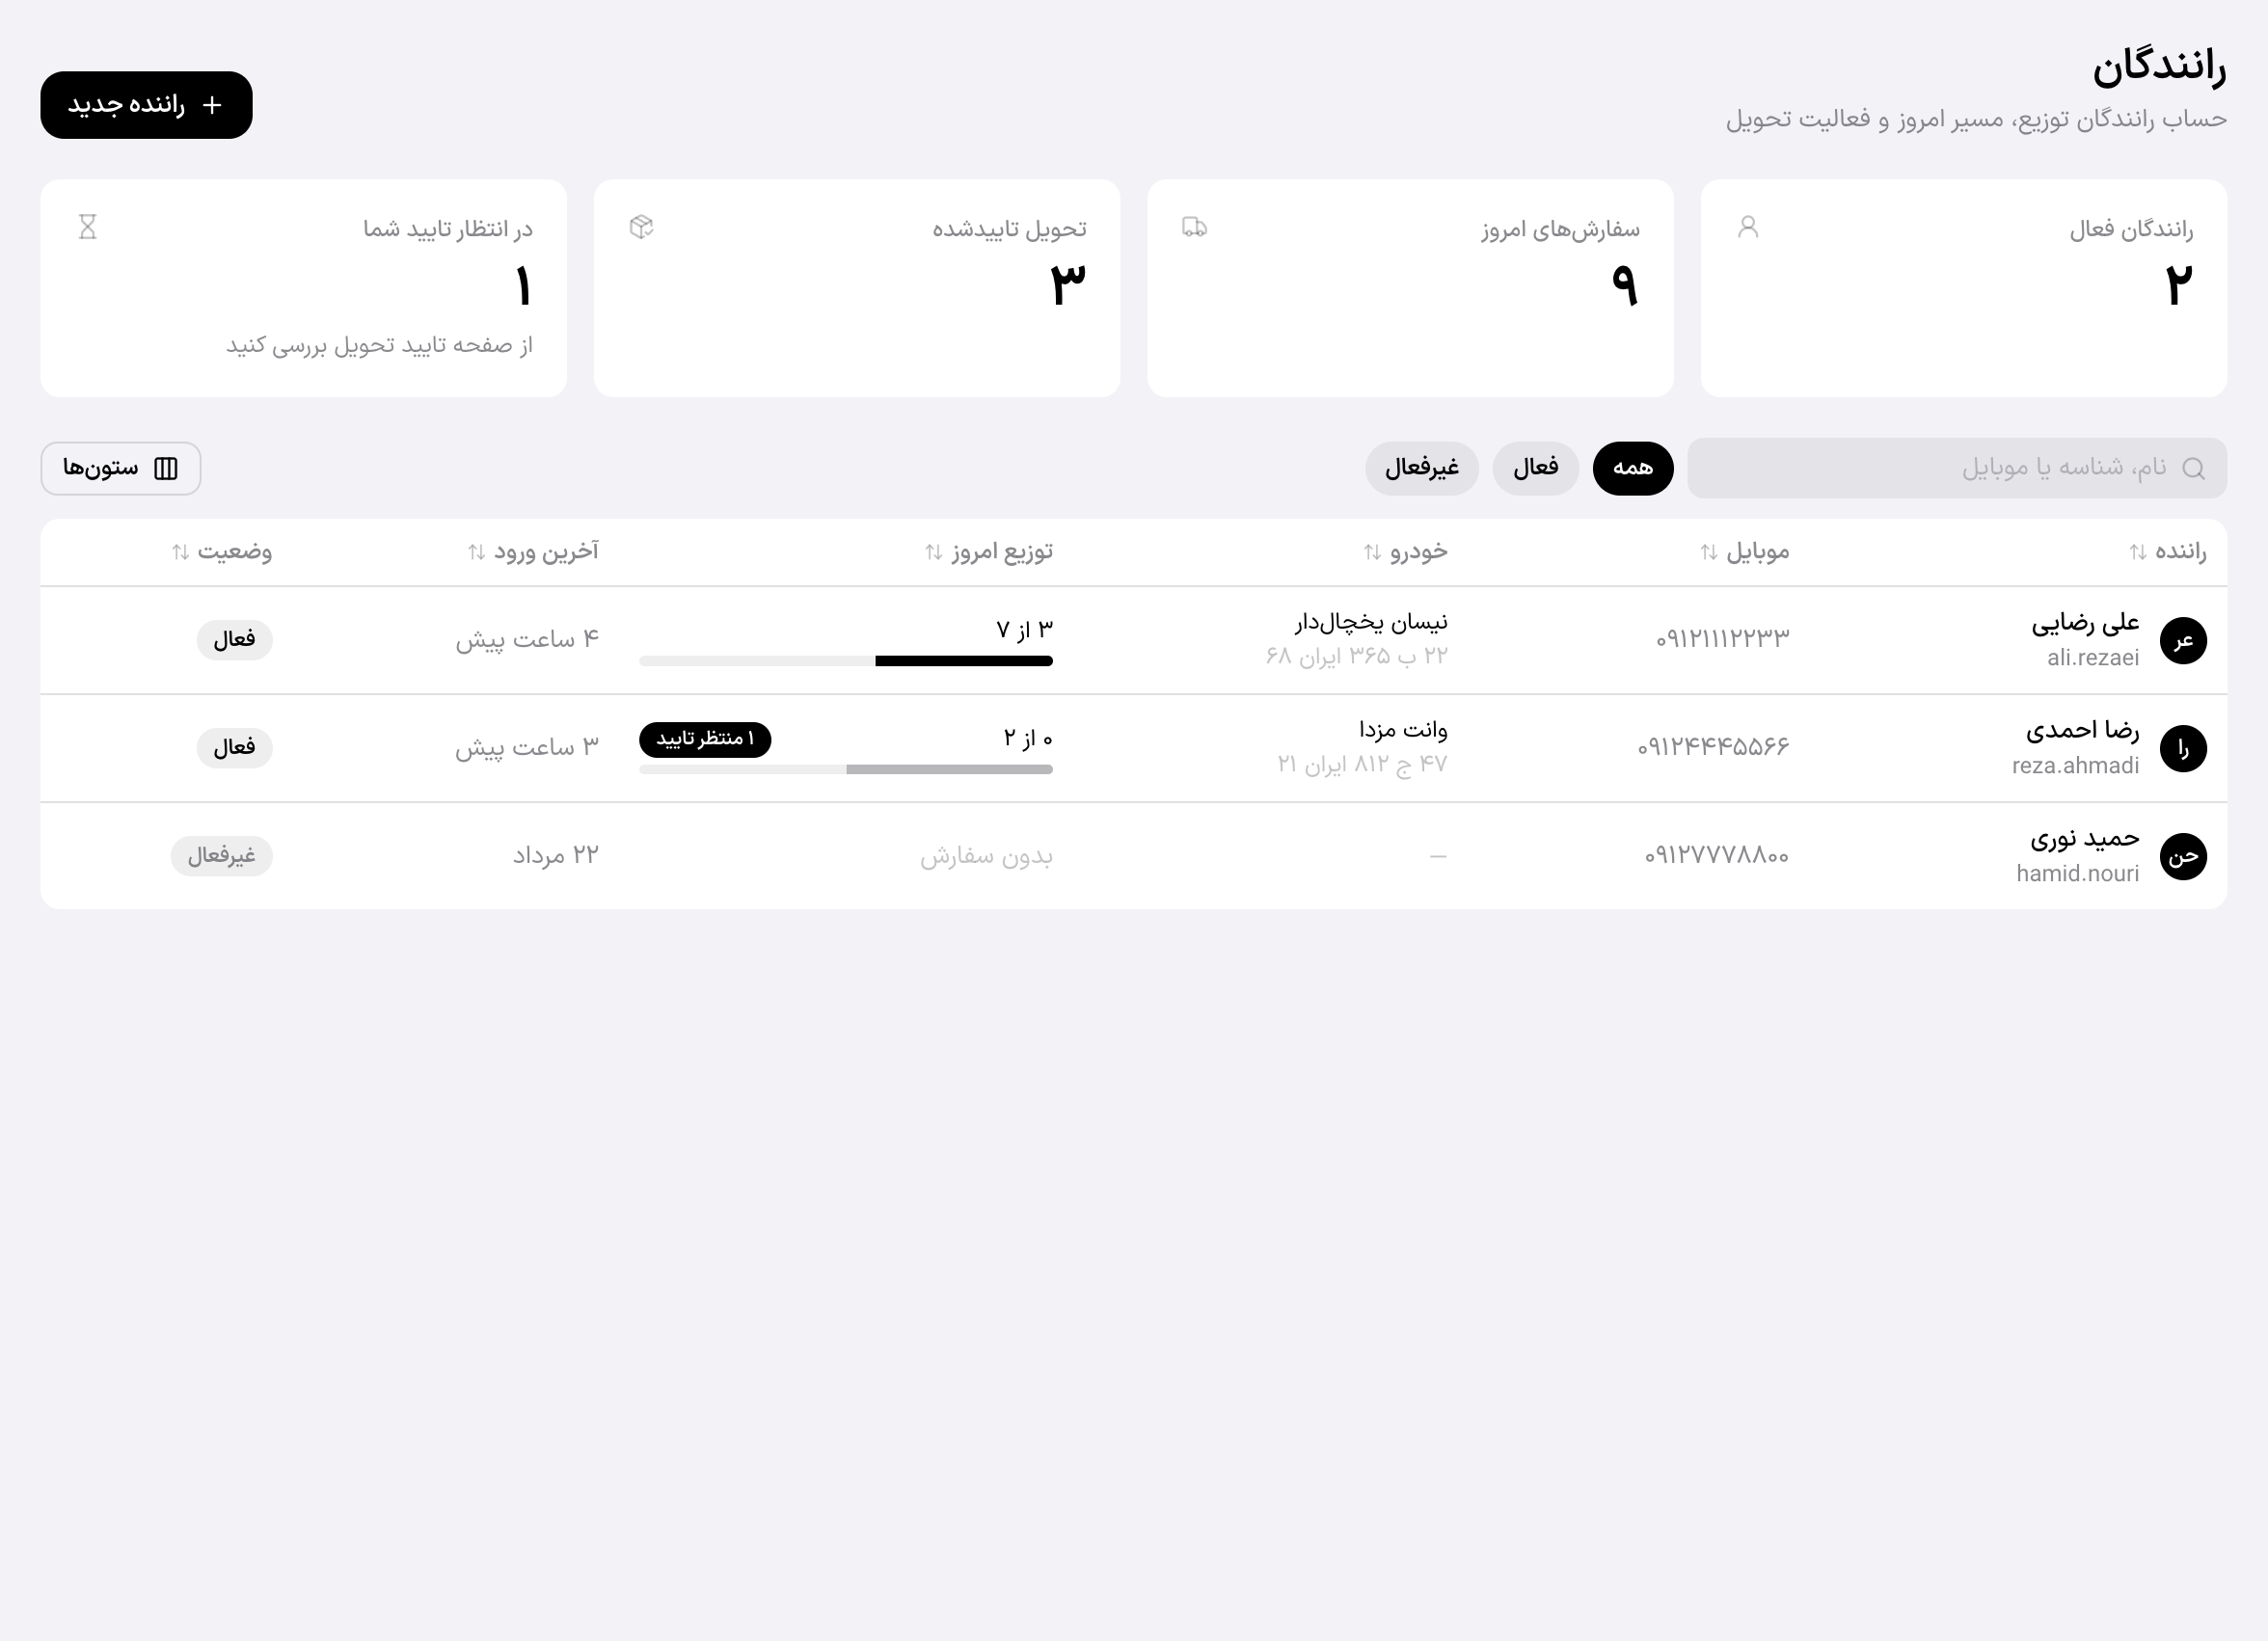 رانندگان
حساب رانندگان توزیع، مسیر امروز و فعالیت تحویل
راننده جدید
رانندگان فعال
۲
سفارش‌های امروز
۹
تحویل تاییدشده
۳
در انتظار تایید شما
۱
از صفحه تایید تحویل بررسی کنید
نام، شناسه یا موبایل
همه
فعال
غیرفعال
ستون‌ها
راننده موبایل خودرو توزیع امروز آخرین ورود وضعیت
عر
علی رضایی
ali.rezaei
۰۹۱۲۱۱۱۲۲۳۳
نیسان یخچال‌دار
۲۲ ب ۳۶۵ ایران ۶۸
۳ از ۷
۴ ساعت پیش
فعال
را
رضا احمدی
reza.ahmadi
۰۹۱۲۴۴۴۵۵۶۶
وانت مزدا
۴۷ ج ۸۱۲ ایران ۲۱
۰ از ۲
۱ منتظر تایید
۳ ساعت پیش
فعال
حن
حمید نوری
hamid.nouri
۰۹۱۲۷۷۷۸۸۰۰
—
بدون سفارش
۲۲ مرداد
غیرفعال